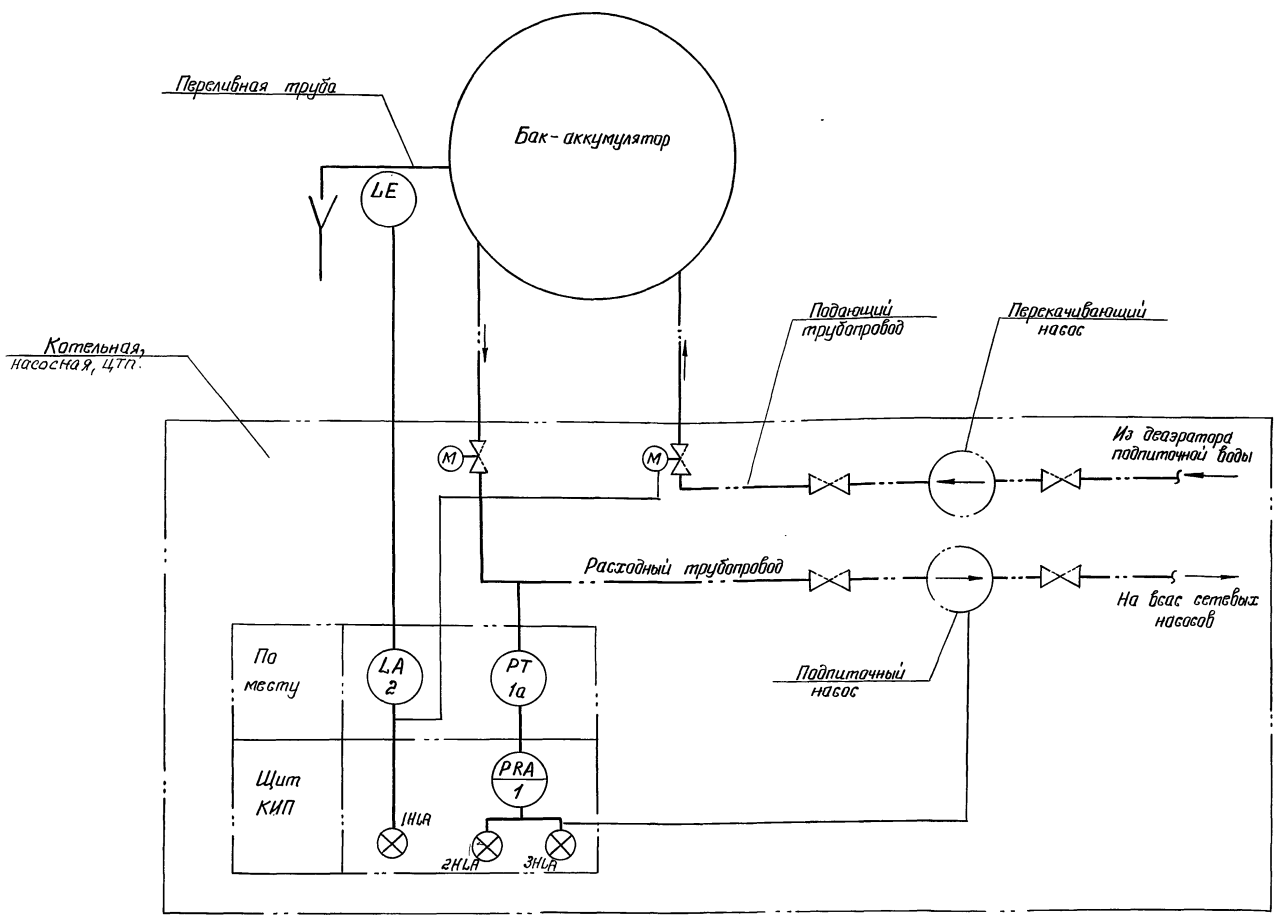 Переливная труба
Бак-аккумулятор
LE
Подающий
трубопровод
Перекачивающий
насос
Котельная,
насосная, ЦТП.
Из деаэратора
подпиточной воды
М
М
Расходный трубопровод
На всас сетевых
насосов
Подпиточный
насос
По
месту
LA
2
PT
1а
Щит
КИП
PRA
1
1HLA
2HLA
3HLA